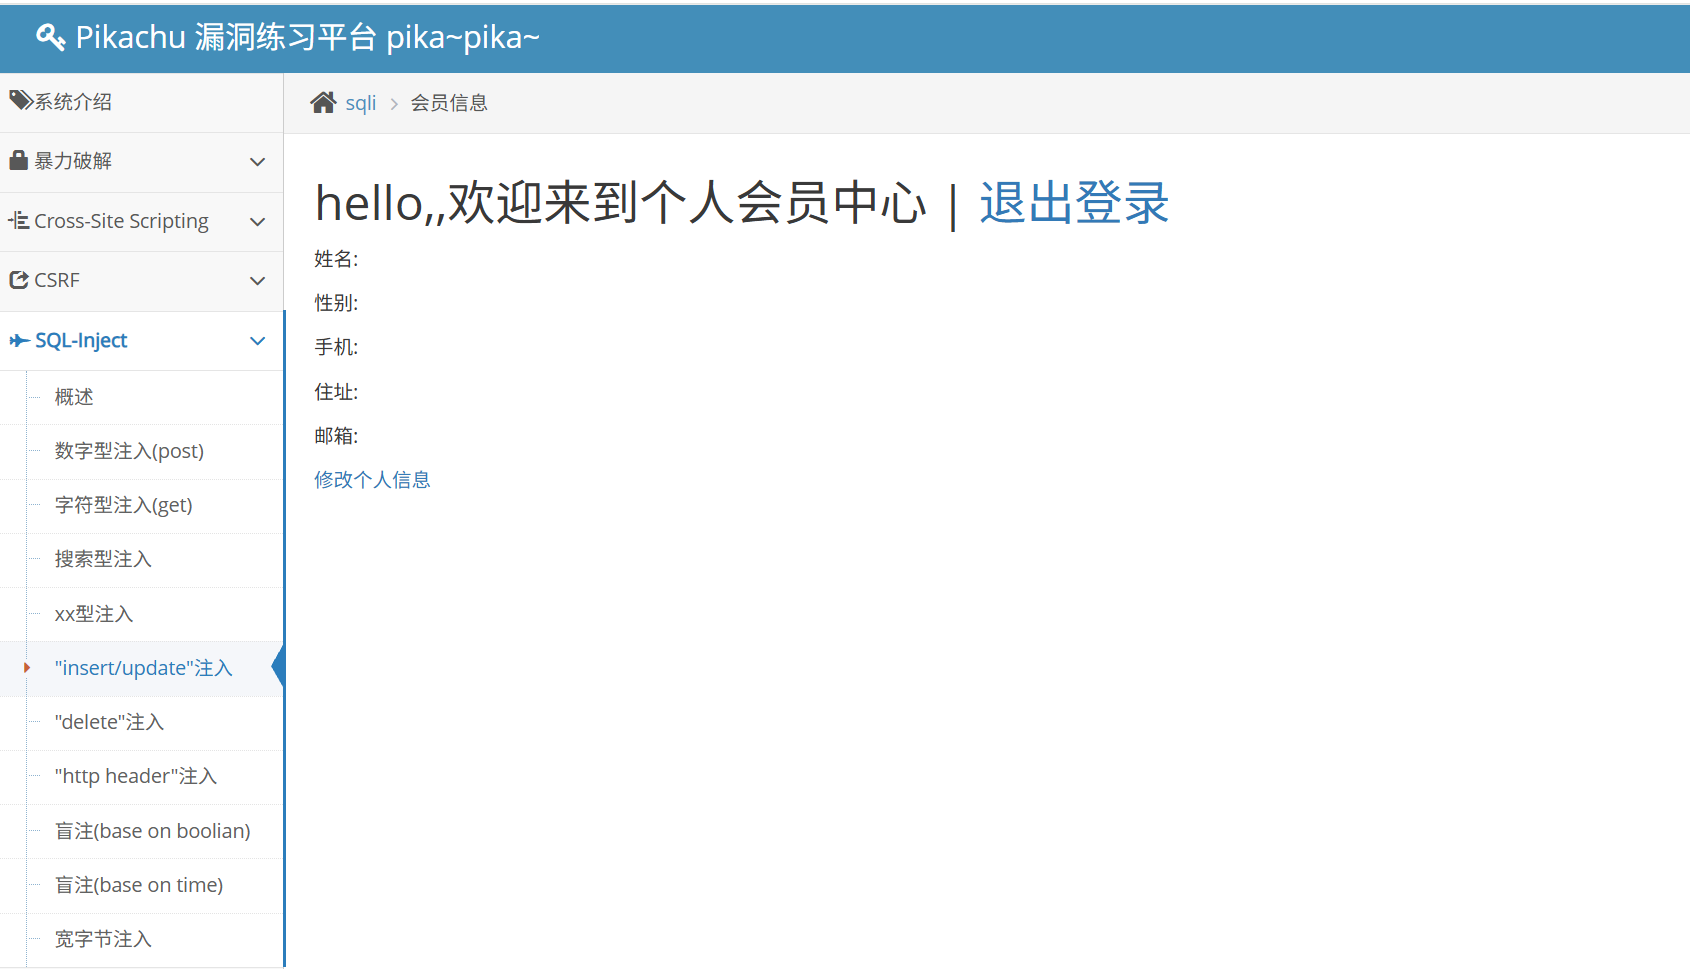 Pikachu 漏洞练习平台 pika~pika~
系统介绍
暴力破解
Cross-Site Scripting
CSRF
SQL-Inject
概述
数字型注入(post)
字符型注入(get)
搜索型注入
xx型注入
"insert/update"注入
"delete"注入
"http header"注入
盲注(base on boolian)
盲注(base on time)
宽字节注入
sqli > 会员信息
hello,,欢迎来到个人会员中心 | 退出登录
姓名:
性别:
手机:
住址:
邮箱:
修改个人信息